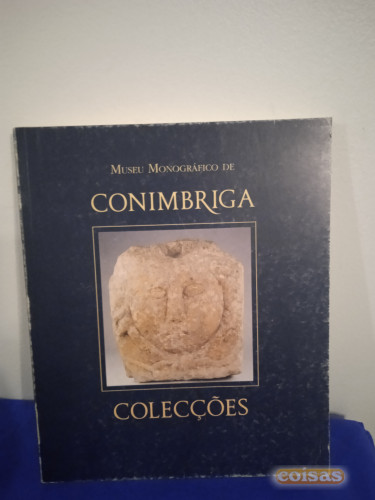 MUSEU MONOGRÁFICO DE
CONIMBRIGA
COLECÇÕES
coisas